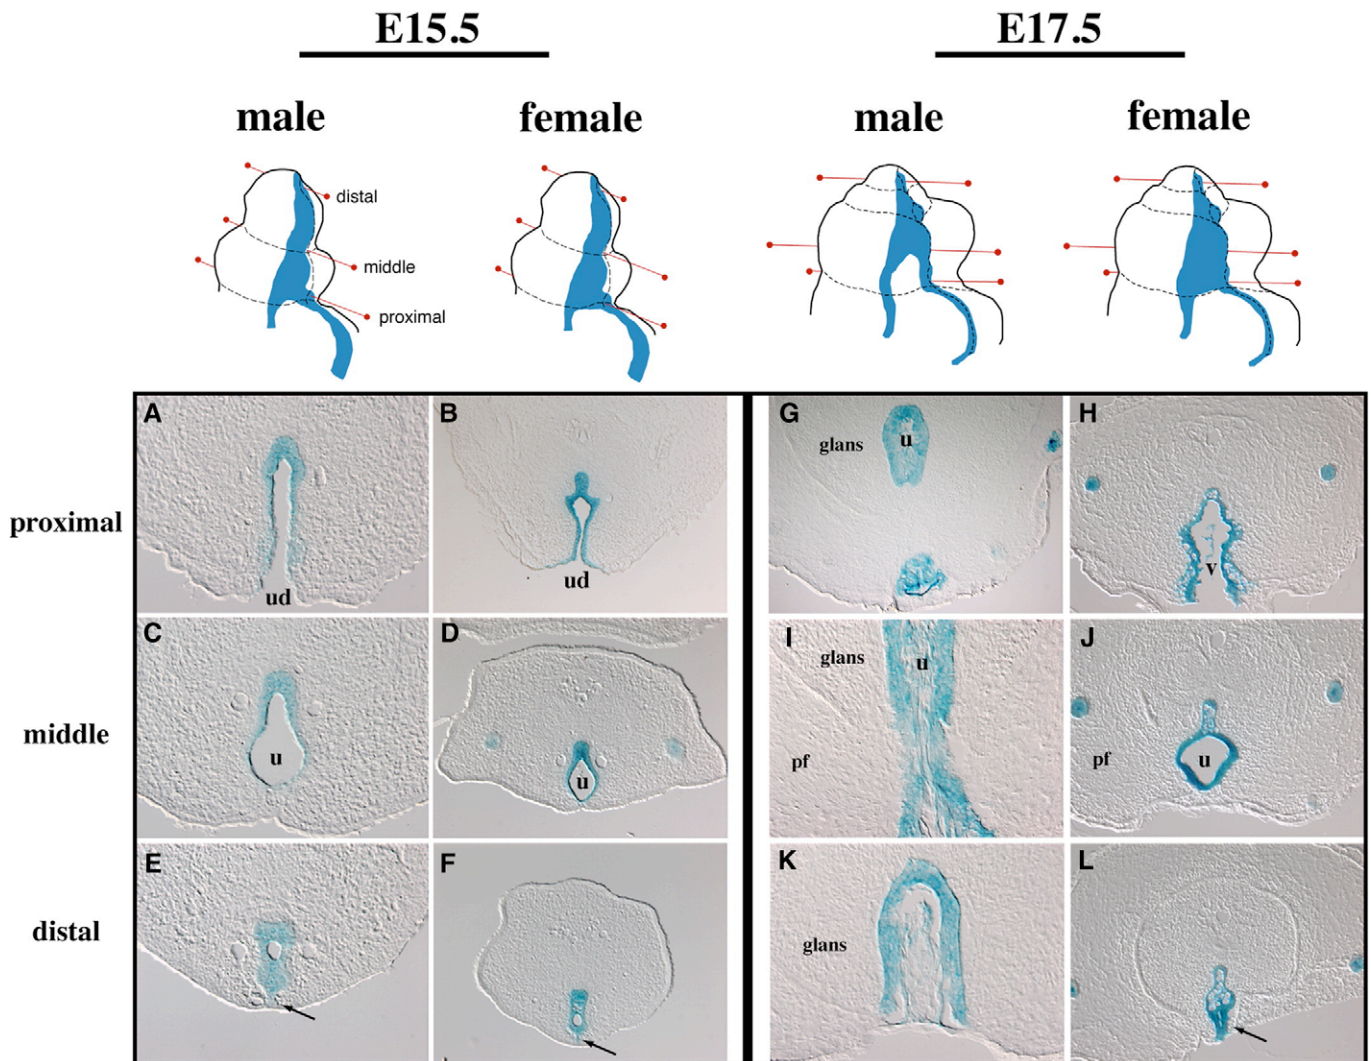 E15.5 E17.5
male female male female
distal
middle
proximal
A B G H
glans u
proximal
v
ud ud
C D I J
glans u
middle
u u pf pf u
E F K L
distal
glans